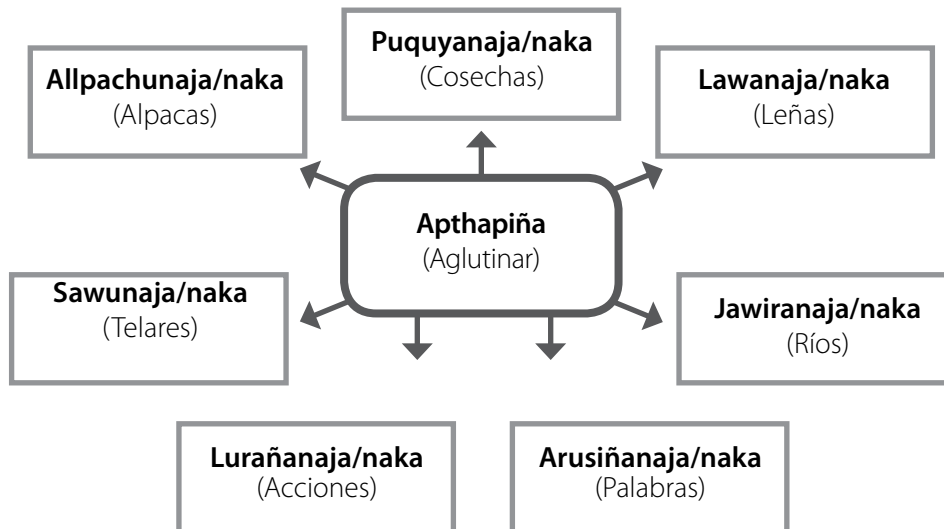 Puquyanaja/naka
(Cosechas)
Allpachunaja/naka
(Alpacas)
Lawanaja/naka
(Leñas)
Apthapiña
(Aglutinar)
Sawunaja/naka
(Telares)
Jawiranaja/naka
(Ríos)
Lurañanaja/naka
(Acciones)
Arusiñanaja/naka
(Palabras)